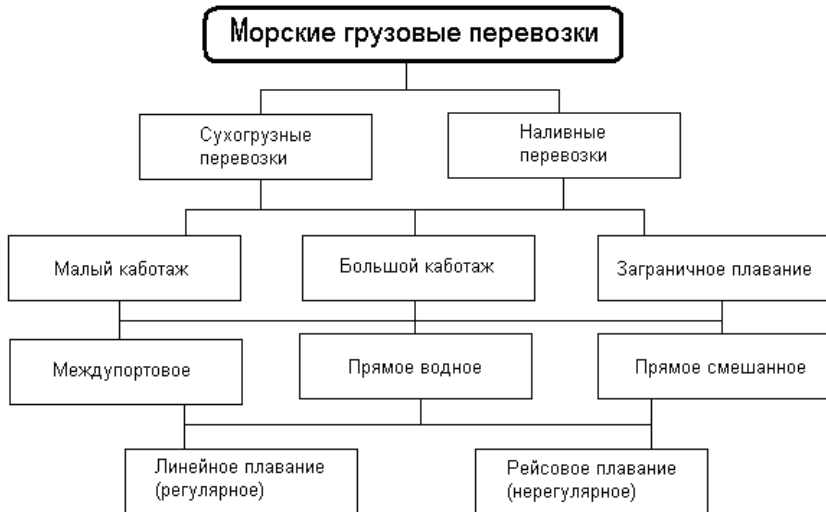 Морские грузовые перевозки
Сухогрузные
перевозки
Наливные
перевозки
Малый каботаж
Большой каботаж
Заграничное плавание
Междупортовое
Прямое водное
Прямое смешанное
Линейное плавание
(регулярное)
Рейсовое плавание
(нерегулярное)